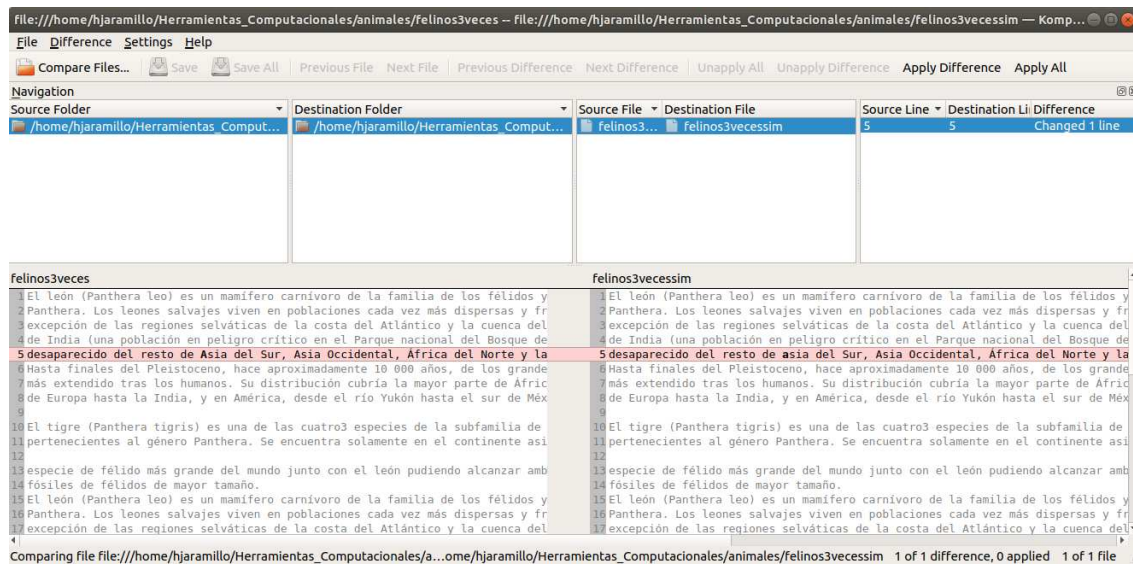 file:///home/hjaramillo/Herramientas_Computacionales/animales/felinos3veces -- file:///home/hjaramillo/Herramientas_Computacionales/animales/felinos3vecessim — Komp...
File Difference Settings Help
Compare Files... Save Save All Previous File Next File Previous Difference Next Difference Unapply All Unapply Difference Apply Difference Apply All
Navigation
Source Folder Destination Folder Source File Destination File Source Line Destination Li Difference
/home/hjaramillo/Herramientas_Comput... /home/hjaramillo/Herramientas_Comput... felinos3... felinos3vecessim 5 5 Changed 1 line
felinos3veces felinos3vecessim
1 El león (Panthera leo) es un mamífero carnívoro de la familia de los félidos y 1 El león (Panthera leo) es un mamífero carnívoro de la familia de los félidos y
2 Panthera. Los leones salvajes viven en poblaciones cada vez más dispersas y fr 2 Panthera. Los leones salvajes viven en poblaciones cada vez más dispersas y fr
3 excepción de las regiones selváticas de la costa del Atlántico y la cuenca del 3 excepción de las regiones selváticas de la costa del Atlántico y la cuenca del
4 de India (una población en peligro crítico en el Parque nacional del Bosque de 4 de India (una población en peligro crítico en el Parque nacional del Bosque de
5 desaparecido del resto de Asia del Sur, Asia Occidental, África del Norte y la 5 desaparecido del resto de asia del Sur, Asia Occidental, África del Norte y la
6 Hasta finales del Pleistoceno, hace aproximadamente 10 000 años, de los grande 6 Hasta finales del Pleistoceno, hace aproximadamente 10 000 años, de los grande
7 más extendido tras los humanos. Su distribución cubría la mayor parte de Áfric 7 más extendido tras los humanos. Su distribución cubría la mayor parte de Áfric
8 de Europa hasta la India, y en América, desde el río Yukón hasta el sur de Méx 8 de Europa hasta la India, y en América, desde el río Yukón hasta el sur de Méx
9 9
10 El tigre (Panthera tigris) es una de las cuatro3 especies de la subfamilia de 10 El tigre (Panthera tigris) es una de las cuatro3 especies de la subfamilia de
11 pertenecientes al género Panthera. Se encuentra solamente en el continente asi 11 pertenecientes al género Panthera. Se encuentra solamente en el continente asi
12 12
13 especie de félido más grande del mundo junto con el león pudiendo alcanzar amb 13 especie de félido más grande del mundo junto con el león pudiendo alcanzar amb
14 fósiles de félidos de mayor tamaño. 14 fósiles de félidos de mayor tamaño.
15 El león (Panthera leo) es un mamífero carnívoro de la familia de los félidos y 15 El león (Panthera leo) es un mamífero carnívoro de la familia de los félidos y
16 Panthera. Los leones salvajes viven en poblaciones cada vez más dispersas y fr 16 Panthera. Los leones salvajes viven en poblaciones cada vez más dispersas y fr
17 excepción de las regiones selváticas de la costa del Atlántico y la cuenca del 17 excepción de las regiones selváticas de la costa del Atlántico y la cuenca del
Comparing file file:///home/hjaramillo/Herramientas_Computacionales/a...ome/hjaramillo/Herramientas_Computacionales/animales/felinos3vecessim 1 of 1 difference, 0 applied 1 of 1 file